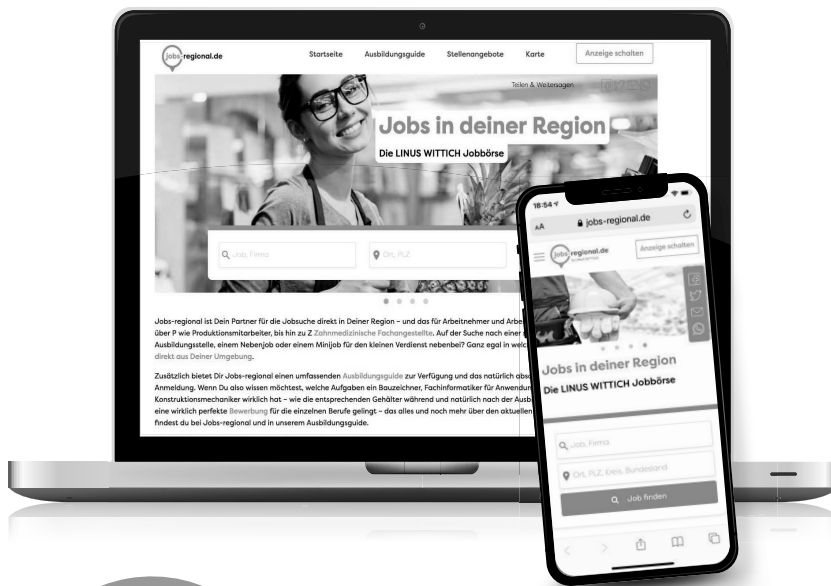 jobs-regional.de
Startseite Ausbildungsguide Stellenangebote Karte Anzeige schalten
Teilen & Weitersagen
Jobs in deiner Region
Die LINUS WITTICH Jobbörse
Job, Firma
Ort, PLZ
Jobs-regional ist Dein Partner für die Jobsuche direkt in Deiner Region – und das für Arbeitnehmer und
über P wie Produktionsmitarbeiter, bis hin zu Z Zahnmedizinische Fachangestellte. Auf der Suche nach einer
Ausbildungsstelle, einem Nebenjob oder einem Minijob für den kleinen Verdienst nebenbei? Ganz egal in
direkt aus Deiner Umgebung.
Zusätzlich bietet Dir Jobs-regional einen umfassenden Ausbildungsguide zur Verfügung und das natürlich
Anmeldung. Wenn Du also wissen möchtest, welche Aufgaben ein Bauzeichner, Fachinformatiker für
Konstruktionsmechaniker wirklich hat – wie die entsprechenden Gehälter während und natürlich nach der
eine wirklich perfekte Bewerbung für die einzelnen Berufe gelingt – das alles und noch mehr über den aktuellen
findest du bei Jobs-regional und in unserem Ausbildungsguide.
18:54
AA jobs-regional.de
jobs-regional.de Anzeige schalten
Jobs in deiner Region
Die LINUS WITTICH Jobbörse
Job, Firma
Ort, PLZ, Kreis, Bundesland
Job finden